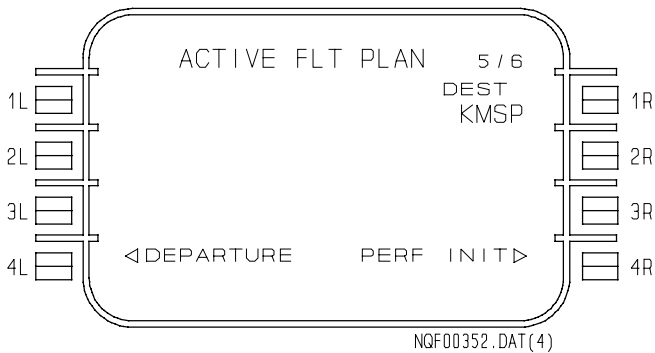 ACTIVE FLT PLAN 5/6
DEST
1L 1R
KMSP
2L 2R
3L 3R
4L ◁DEPARTURE PERF INIT▷ 4R
NQF00352.DAT(4)